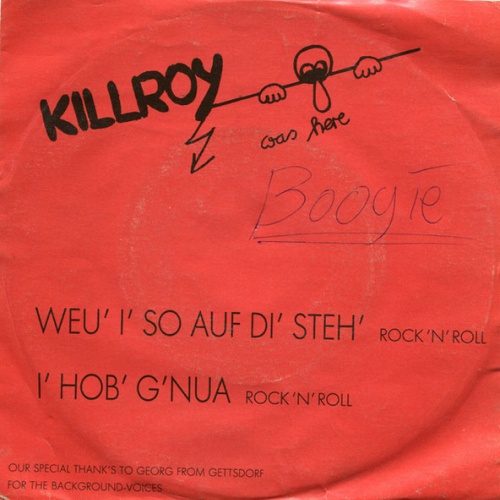 KILLROY
was here
Boogie
WEU' I' SO AUF DI' STEH' ROCK 'N' ROLL
I' HOB' G'NUA ROCK 'N' ROLL
OUR SPECIAL THANK'S TO GEORG FROM GETTSDORF
FOR THE BACKGROUND-VOICES